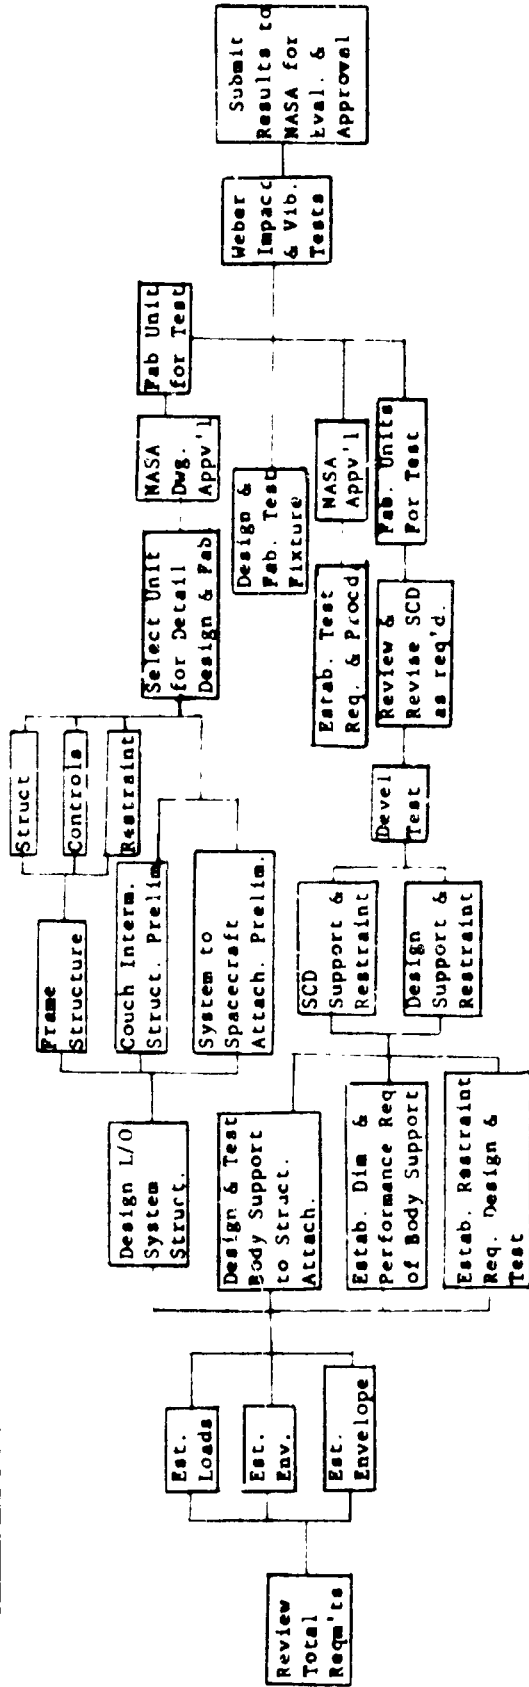 Review
Total
Reqm'ts
Est.
Loads
Est.
Env.
Est.
Envelope
Design L/O
System
Struct.
Design & Test
Body Support
to Struct.
Attach.
Estab. Dim &
Performance Req
of Body Support
Estab. Restraint
Req. Design &
Test
Frame
Structure
Couch Interm.
Struct. Prelim.
System to
Spacecraft
Attach. Prelim.
SCD
Support &
Restraint
Design
Support &
Restraint
Struct
Controls
Restraint
Devel
Test
Select Unit
for Detail
Design & Fab
Design &
Fab. Test
Fixture
Estab. Test
Req. & Procd.
Review &
Revise SCD
as req'd.
NASA
Dwg.
Appv'l
NASA
Appv'l
Fab. Units
For Test
Fab Unit
for Test
Weber
Impact
& Vib.
Tests
Submit
Results to
NASA for
Eval. &
Approval